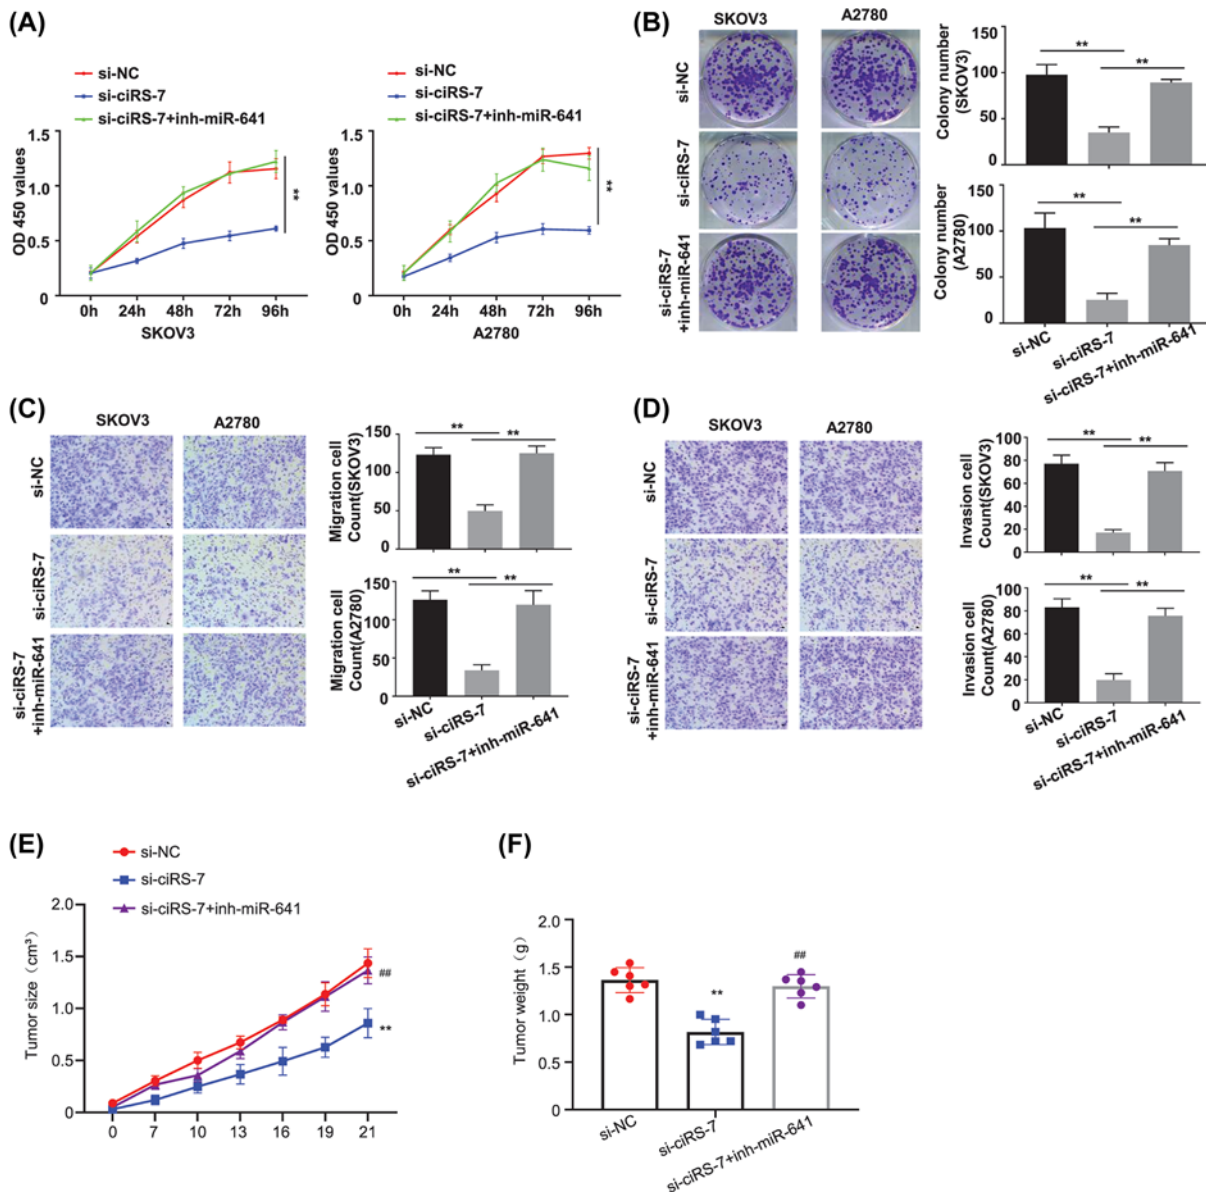 (A)
si-NC
si-ciRS-7
si-ciRS-7+inh-miR-641
OD 450 values
1.5
1.0
0.5
0
0h 24h 48h 72h 96h
SKOV3
**
si-NC
si-ciRS-7
si-ciRS-7+inh-miR-641
OD 450 values
1.5
1.0
0.5
0
0h 24h 48h 72h 96h
A2780
**
(B)
SKOV3 A2780
si-NC
si-ciRS-7
si-ciRS-7
+inh-miR-641
Colony number
(SKOV3)
150
100
50
0
** **
Colony number
(A2780)
150
100
50
0
** **
si-NC
si-ciRS-7
si-ciRS-7+inh-miR-641
(C)
SKOV3 A2780
si-NC
si-ciRS-7
si-ciRS-7
+inh-miR-641
Migration cell
Count(SKOV3)
150
100
50
0
** **
Migration cell
Count(A2780)
150
100
50
0
** **
si-NC
si-ciRS-7
si-ciRS-7+inh-miR-641
(D)
SKOV3 A2780
si-NC
si-ciRS-7
si-ciRS-7
+inh-miR-641
Invasion cell
Count(SKOV3)
100
80
60
40
20
0
** **
Invasion cell
Count(A2780)
100
80
60
40
20
0
** **
si-NC
si-ciRS-7
si-ciRS-7+inh-miR-641
(E)
si-NC
si-ciRS-7
si-ciRS-7+inh-miR-641
Tumor size（cm³）
2.0
1.5
1.0
0.5
0
0 7 10 13 16 19 21
##
**
(F)
Tumor weight（g）
2.0
1.5
1.0
0.5
0
**
##
si-NC
si-ciRS-7
si-ciRS-7+inh-miR-641